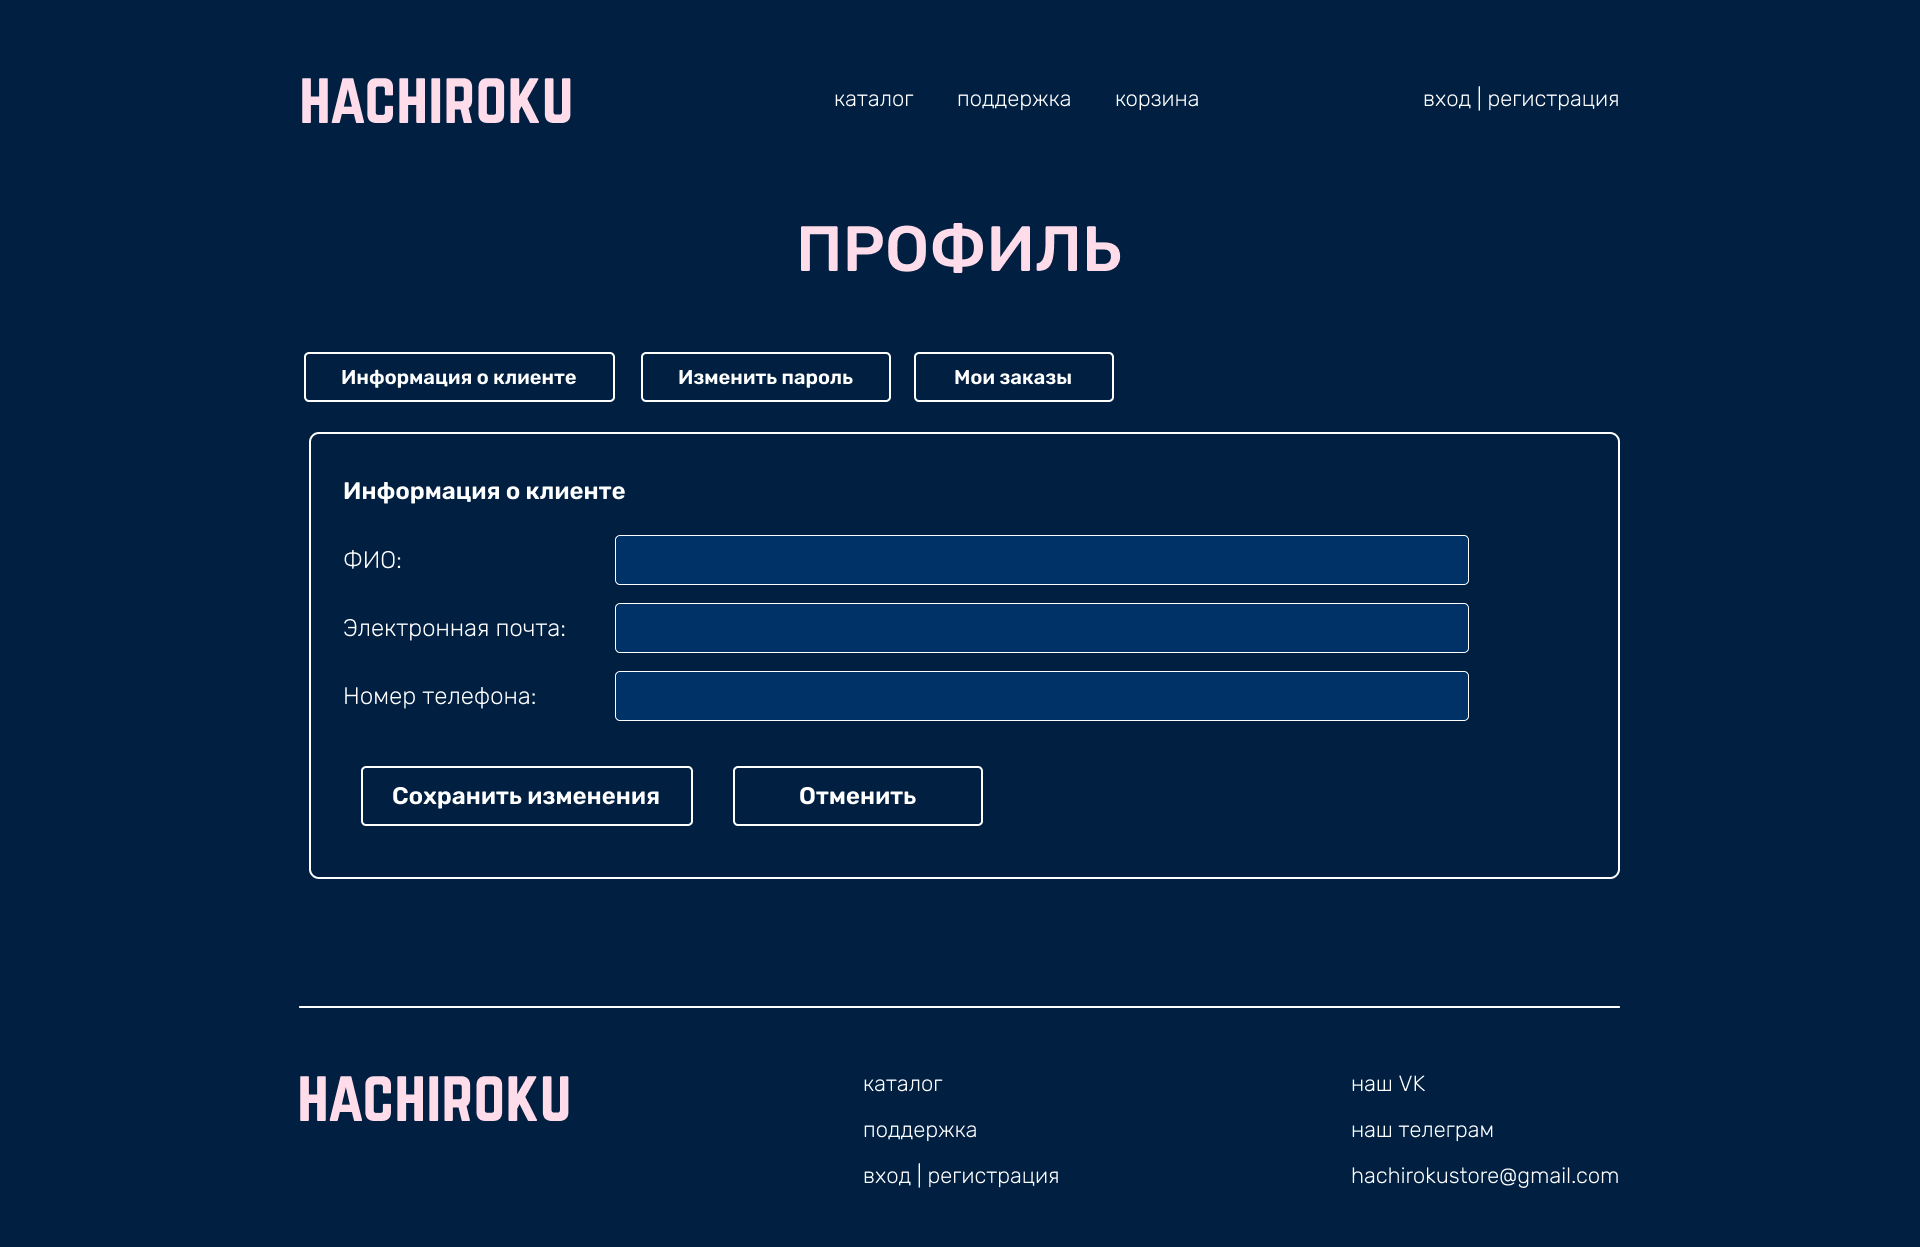 HACHIROKU
каталог поддержка корзина вход | регистрация
ПРОФИЛЬ
Информация о клиенте Изменить пароль Мои заказы
Информация о клиенте
ФИО:
Электронная почта:
Номер телефона:
Сохранить изменения Отменить
HACHIROKU
каталог
поддержка
вход | регистрация
наш VK
наш телеграм
hachirokustore@gmail.com